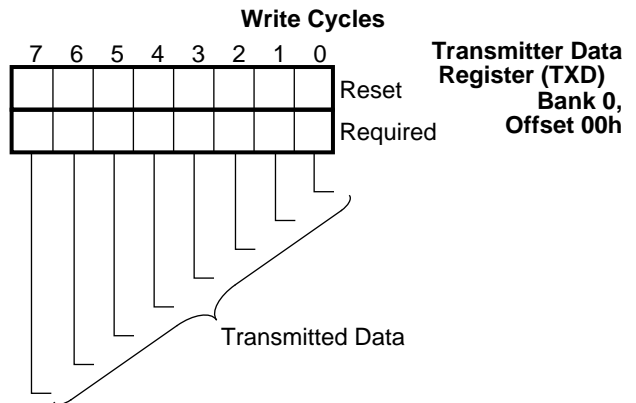 Write Cycles
7 6 5 4 3 2 1 0
Transmitter Data
Register (TXD)
Bank 0,
Offset 00h
Reset
Required
Transmitted Data